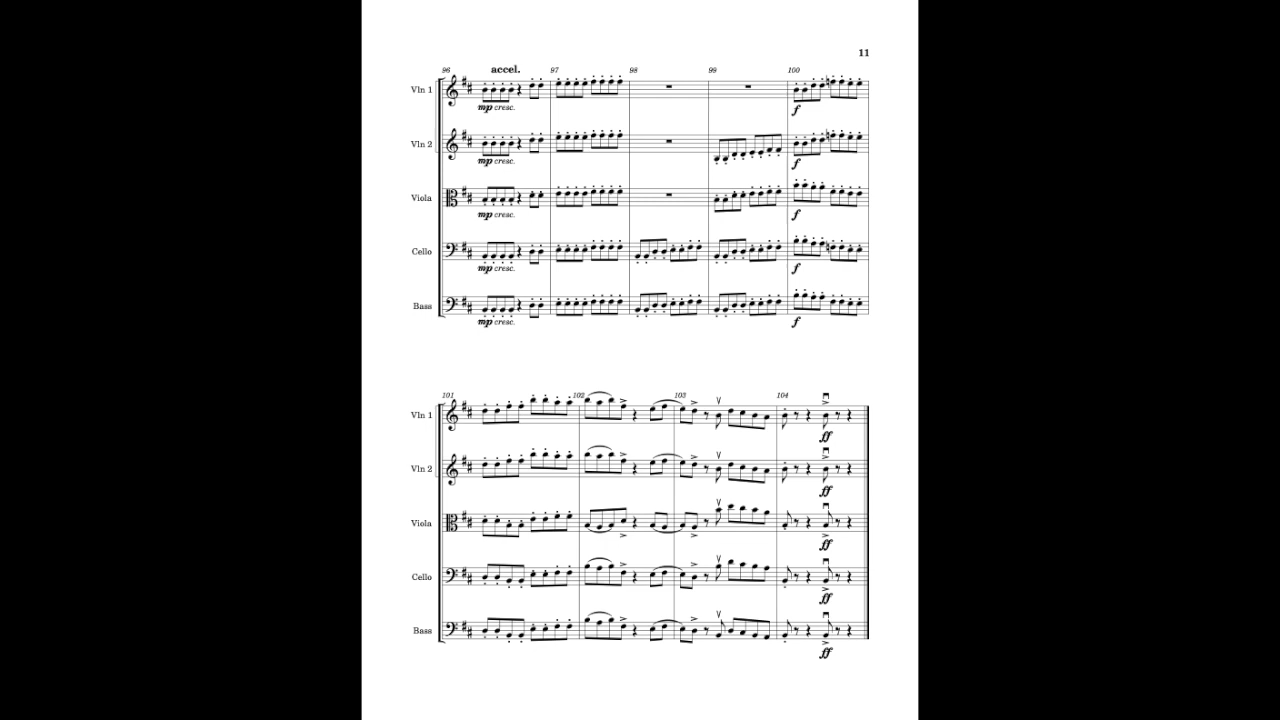 11
96 accel. 97 98 99 100
Vln 1
mp cresc. f
Vln 2
mp cresc. f
Viola
mp cresc. f
Cello
mp cresc. f
Bass
mp cresc. f
101 102 103 104
Vln 1
ff
Vln 2
ff
Viola
ff
Cello
ff
Bass
ff